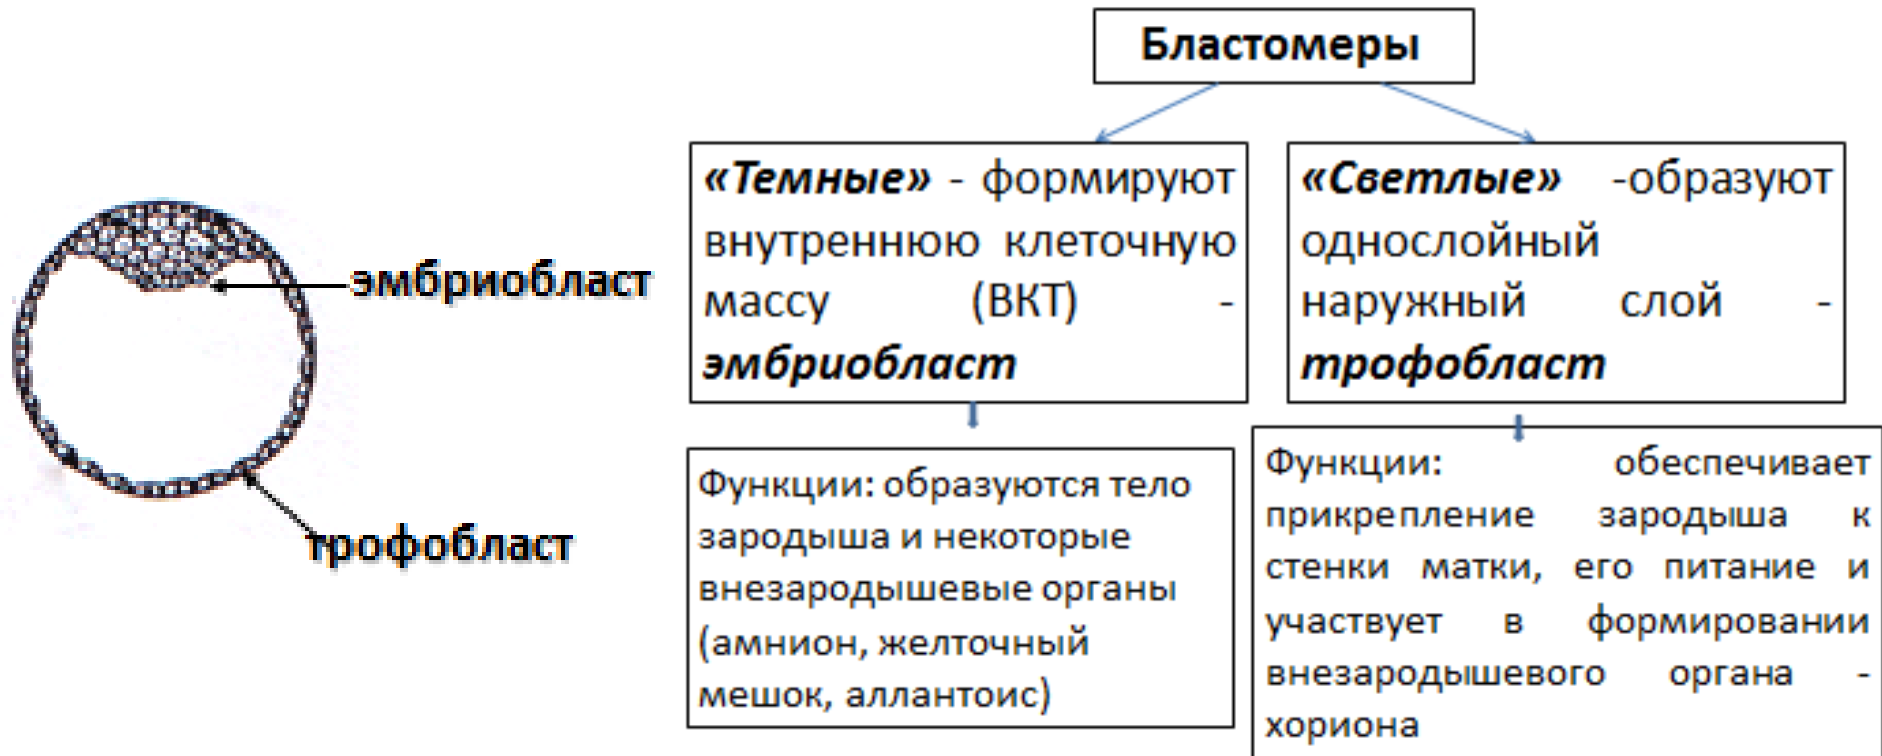 Бластомеры
«Темные» - формируют
внутреннюю клеточную
массу (ВКТ) -
эмбриобласт
«Светлые» -образуют
однослойный
наружный слой -
трофобласт
эмбриобласт
трофобласт
Функции: образуются тело
зародыша и некоторые
внезародышевые органы
(амнион, желточный
мешок, аллантоис)
Функции: обеспечивает
прикрепление зародыша к
стенки матки, его питание и
участвует в формировании
внезародышевого органа -
хориона